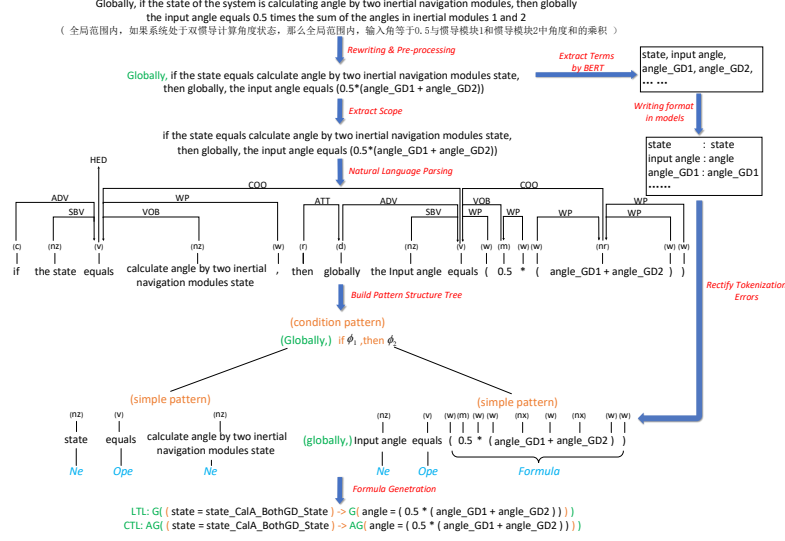 Globally, if the state of the system is calculating angle by two inertial navigation modules, then globally
the input angle equals 0.5 times the sum of the angles in inertial modules 1 and 2
( 全局范围内，如果系统处于双惯导计算角度状态，那么全局范围内，输入角等于0.5与惯导模块1和惯导模块2中角度和的乘积 )
Rewriting & Pre-processing
Globally, if the state equals calculate angle by two inertial navigation modules state,
then globally, the input angle equals (0.5*(angle_GD1 + angle_GD2))
Extract Terms
by BERT
state, input angle,
angle_GD1, angle_GD2,
... ...
Extract Scope
Writing format
in models
if the state equals calculate angle by two inertial navigation modules state,
then globally, the input angle equals (0.5*(angle_GD1 + angle_GD2))
state : state
input angle : angle
angle_GD1 : angle_GD1
......
Natural Language Parsing
HED
COO COO
ADV WP ATT ADV VOB WP
SBV VOB SBV WP WP WP WP
(c) (nz) (v) (nz) (w) (r) (d) (nz) (v) (w) (m) (w) (w) (nr) (w) (w)
if the state equals calculate angle by two inertial navigation modules state , then globally the Input angle equals ( 0.5 * ( angle_GD1 + angle_GD2 ) )
Build Pattern Structure Tree
Rectify Tokenization
Errors
(condition pattern)
(Globally,) if ϕ₁ ,then ϕ₂
(simple pattern) (simple pattern)
(nz) (v) (nz) (nz) (v) (w) (m) (w) (w) (nx) (w) (nx) (w) (w)
state equals calculate angle by two inertial navigation modules state (globally,) Input angle equals ( 0.5 * ( angle_GD1 + angle_GD2 ) )
Ne Ope Ne Ne Ope Formula
Formula Genetration
LTL: G( ( state = state_CalA_BothGD_State ) -> G( angle = ( 0.5 * ( angle_GD1 + angle_GD2 ) ) ) )
CTL: AG( ( state = state_CalA_BothGD_State ) -> AG( angle = ( 0.5 * ( angle_GD1 + angle_GD2 ) ) ) )